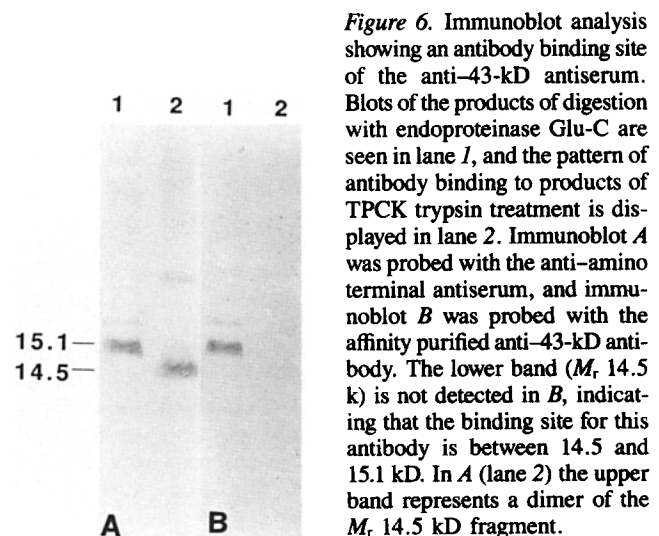 Figure 6. Immunoblot analysis
showing an antibody binding site
of the anti–43-kD antiserum.
Blots of the products of digestion
with endoproteinase Glu-C are
seen in lane 1, and the pattern of
antibody binding to products of
TPCK trypsin treatment is dis-
played in lane 2. Immunoblot A
was probed with the anti–amino
terminal antiserum, and immu-
noblot B was probed with the
affinity purified anti–43-kD anti-
body. The lower band (Mr 14.5
k) is not detected in B, indicat-
ing that the binding site for this
antibody is between 14.5 and
15.1 kD. In A (lane 2) the upper
band represents a dimer of the
Mr 14.5 kD fragment.
1 2 1 2
15.1
14.5
A B